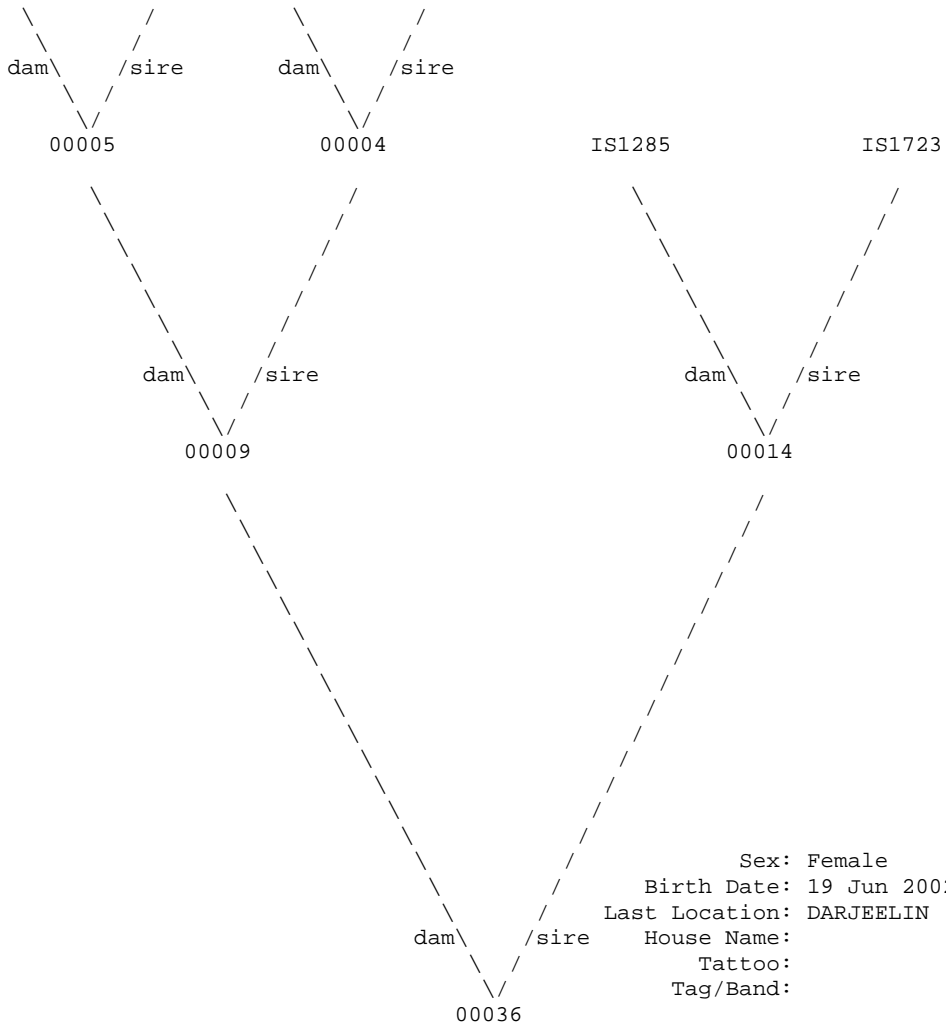 dam sire dam sire
00005 00004 IS1285 IS1723
dam sire dam sire
00009 00014
Sex: Female
Birth Date: 19 Jun
Last Location: DARJEELIN
dam sire House Name:
Tattoo:
Tag/Band:
00036